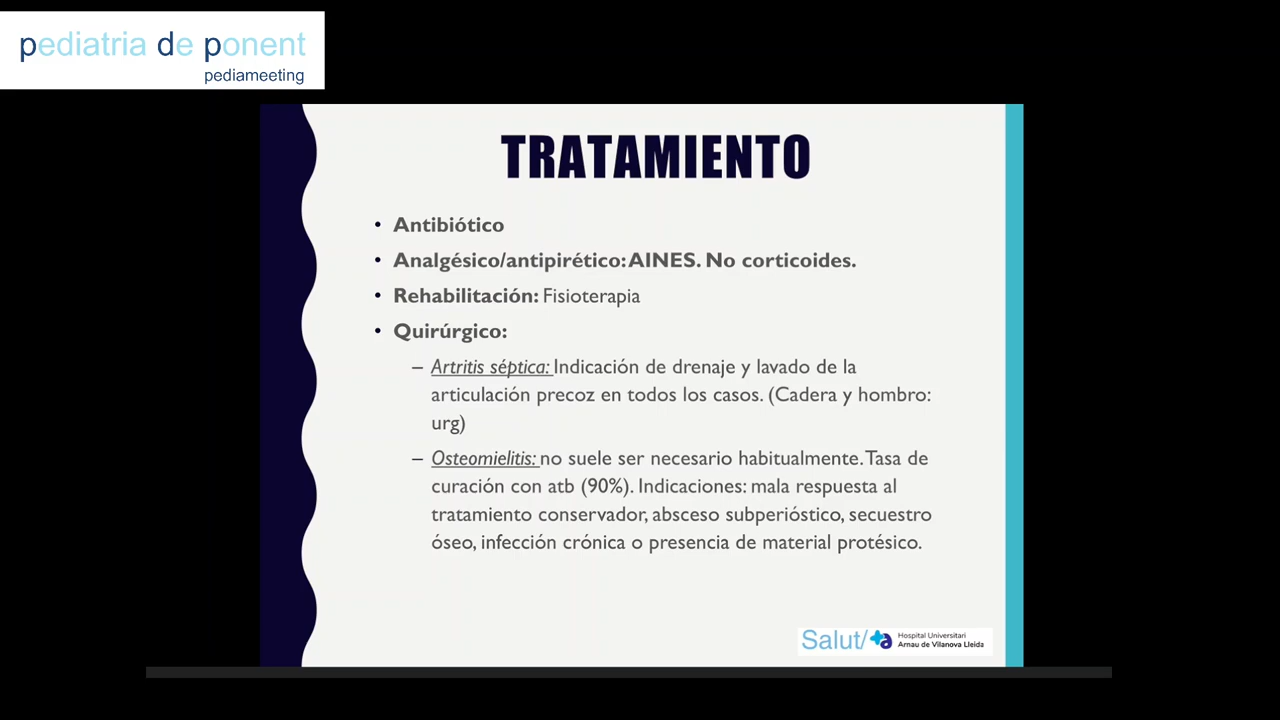 pediatria de ponent
pediameeting
TRATAMIENTO
• Antibiótico
• Analgésico/antipirético: AINES. No corticoides.
• Rehabilitación: Fisioterapia
• Quirúrgico:
– Artritis séptica: Indicación de drenaje y lavado de la
articulación precoz en todos los casos. (Cadera y hombro:
urg)
– Osteomielitis: no suele ser necesario habitualmente. Tasa de
curación con atb (90%). Indicaciones: mala respuesta al
tratamiento conservador, absceso subperióstico, secuestro
óseo, infección crónica o presencia de material protésico.
Salut/
Hospital Universitari
Arnau de Vilanova Lleida